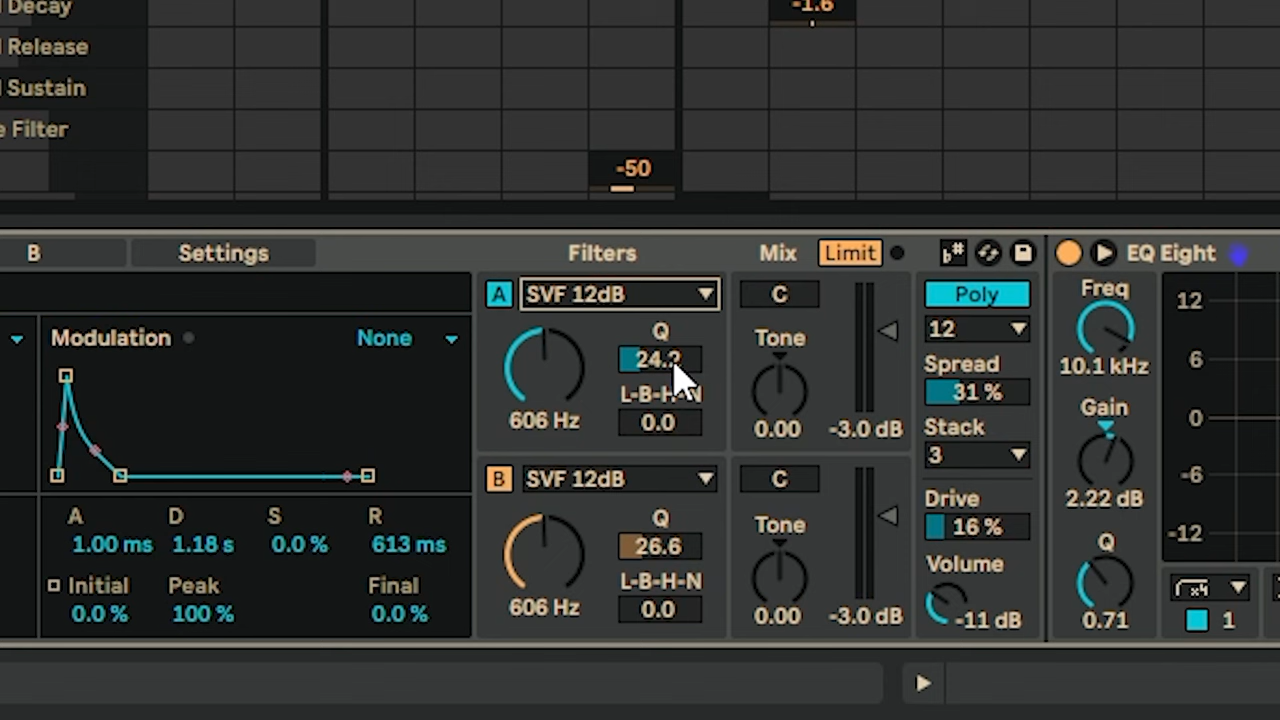 Decay
-1.6
Release
Sustain
e Filter
-50
B Settings Filters Mix Limit EQ Eight
A SVF 12dB C Poly Freq 12
Modulation None Q Tone 12
24.2 Spread 10.1 kHz 6
L-B-H-N 31 % Gain
606 Hz 0.0 0.00 -3.0 dB Stack 0
3
B SVF 12dB C -6
Drive 2.22 dB
A D S R Q Tone 16 % -12
1.00 ms 1.18 s 0.0 % 613 ms 26.6 Volume Q
Initial Peak Final L-B-H-N x4
0.0 % 100 % 0.0 % 606 Hz 0.0 0.00 -3.0 dB -11 dB 0.71 1